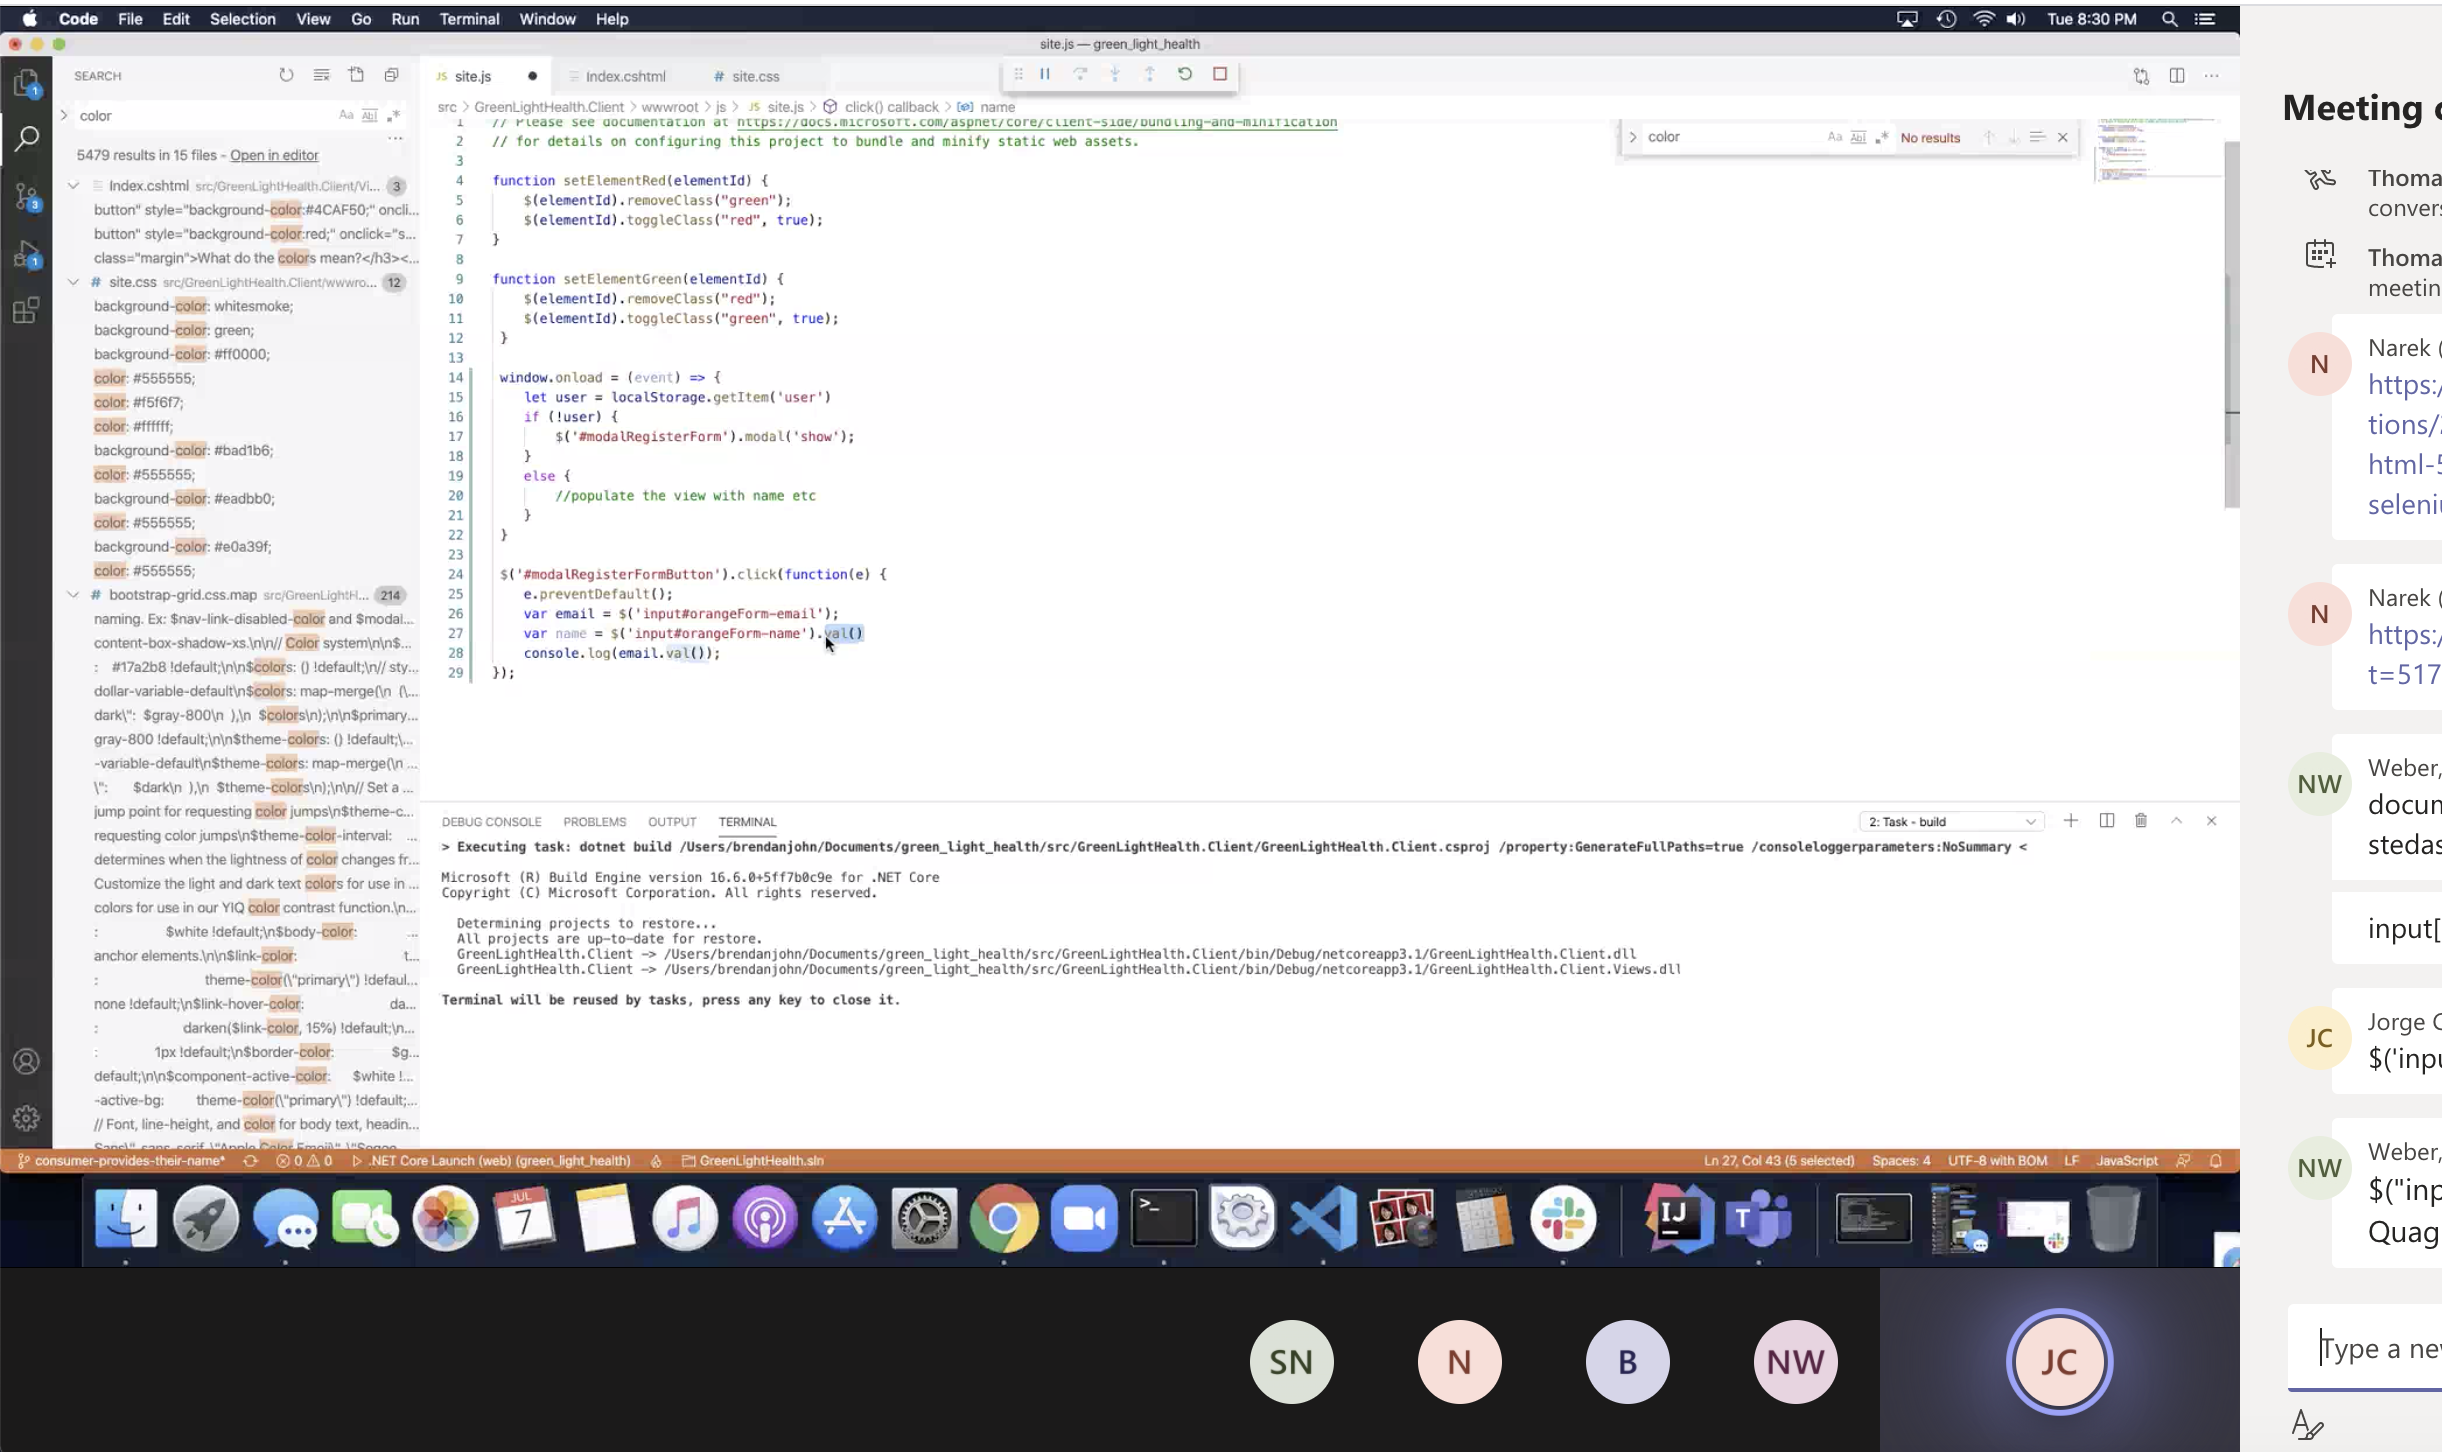 Code File Edit Selection View Go Run Terminal Window Help
Tue 8:30 PM
site.js — green_light_health
SEARCH
color
Aa Abl .*
5479 results in 15 files - Open in editor
Index.cshtml src/GreenLightHealth.Client/Vi... 3
button" style="background-color:#4CAF50;" oncli...
button" style="background-color:red;" onclick="s...
class="margin">What do the colors mean?</h3><...
# site.css src/GreenLightHealth.Client/wwwro... 12
background-color: whitesmoke;
background-color: green;
background-color: #ff0000;
color: #555555;
color: #f5f6f7;
color: #ffffff;
background-color: #bad1b6;
color: #555555;
background-color: #eadbb0;
color: #555555;
background-color: #e0a39f;
color: #555555;
# bootstrap-grid.css.map src/GreenLightH... 214
naming. Ex: $nav-link-disabled-color and $modal...
content-box-shadow-xs.\n\n// Color system\n\n$...
: #17a2b8 !default;\n\n$colors: () !default;\n// sty...
dollar-variable-default\n$colors: map-merge(\n (\...
dark\": $gray-800\n ),\n $colors\n);\n\n$primary...
gray-800 !default;\n\n$theme-colors: () !default;\...
-variable-default\n$theme-colors: map-merge(\n ...
\": $dark\n ),\n $theme-colors\n);\n\n// Set a ...
jump point for requesting color jumps\n$theme-c...
requesting color jumps\n$theme-color-interval: ...
determines when the lightness of color changes fr...
Customize the light and dark text colors for use in ...
colors for use in our YIQ color contrast function.\n...
: $white !default;\n$body-color: ...
anchor elements.\n\n$link-color: t...
: theme-color(\"primary\") !defaul...
none !default;\n$link-hover-color: da...
: darken($link-color, 15%) !default;\n...
: 1px !default;\n$border-color: $g...
default;\n\n$component-active-color: $white !...
-active-bg: theme-color(\"primary\") !default;...
// Font, line-height, and color for body text, headin...
JS site.js
Index.cshtml
# site.css
src > GreenLightHealth.Client > wwwroot > js > JS site.js > click() callback > name
color
Aa Abl .* No results
1 // Please see documentation at https://docs.microsoft.com/aspnet/core/client-side/bundling-and-minification
2 // for details on configuring this project to bundle and minify static web assets.
3
4 function setElementRed(elementId) {
5 $(elementId).removeClass("green");
6 $(elementId).toggleClass("red", true);
7 }
8
9 function setElementGreen(elementId) {
10 $(elementId).removeClass("red");
11 $(elementId).toggleClass("green", true);
12 }
13
14 window.onload = (event) => {
15 let user = localStorage.getItem('user')
16 if (!user) {
17 $('#modalRegisterForm').modal('show');
18 }
19 else {
20 //populate the view with name etc
21 }
22 }
23
24 $('#modalRegisterFormButton').click(function(e) {
25 e.preventDefault();
26 var email = $('input#orangeForm-email');
27 var name = $('input#orangeForm-name').val()
28 console.log(email.val());
29 });
DEBUG CONSOLE PROBLEMS OUTPUT TERMINAL
2: Task - build
> Executing task: dotnet build /Users/brendanjohn/Documents/green_light_health/src/GreenLightHealth.Client/GreenLightHealth.Client.csproj /property:GenerateFullPaths=true /consoleloggerparameters:NoSummary <
Microsoft (R) Build Engine version 16.6.0+5ff7b0c9e for .NET Core
Copyright (C) Microsoft Corporation. All rights reserved.
Determining projects to restore...
All projects are up-to-date for restore.
GreenLightHealth.Client -> /Users/brendanjohn/Documents/green_light_health/src/GreenLightHealth.Client/bin/Debug/netcoreapp3.1/GreenLightHealth.Client.dll
GreenLightHealth.Client -> /Users/brendanjohn/Documents/green_light_health/src/GreenLightHealth.Client/bin/Debug/netcoreapp3.1/GreenLightHealth.Client.Views.dll
Terminal will be reused by tasks, press any key to close it.
consumer-provides-their-name* 0 0 .NET Core Launch (web) (green_light_health) GreenLightHealth.sln
Ln 27, Col 43 (5 selected) Spaces: 4 UTF-8 with BOM LF JavaScript
JUL
7
>_
IJ
T
SN
N
B
NW
JC
Meeting
Thoma
convers
Thoma
meetin
N
Narek (
https:/
tions/
html-5
seleni
N
Narek (
https:/
t=517
NW
Weber,
docum
stedas
input[
JC
Jorge
$('inp
NW
Weber,
$("inp
Quag
Type a ne